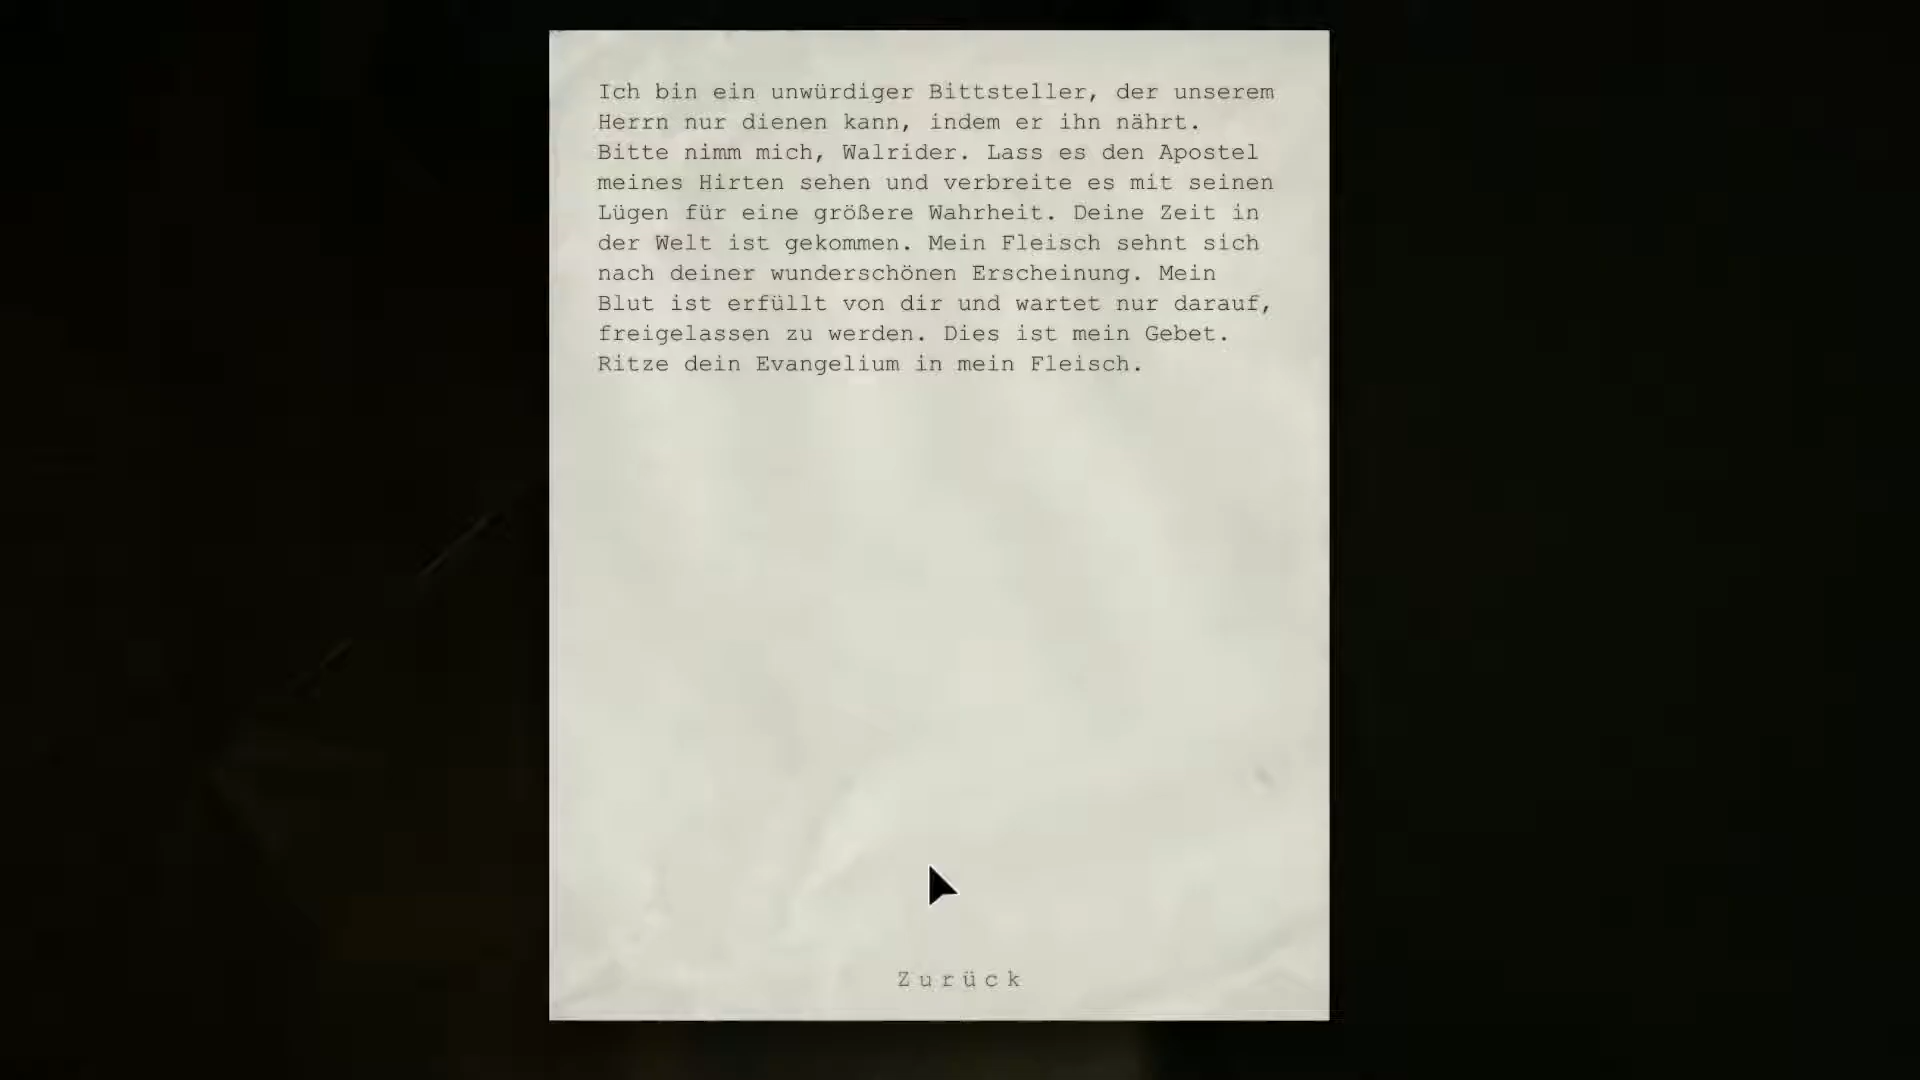 Ich bin ein unwürdiger Bittsteller, der unserem
Herrn nur dienen kann, indem er ihn nährt.
Bitte nimm mich, Walrider. Lass es den Apostel
meines Hirten sehen und verbreite es mit seinen
Lügen für eine größere Wahrheit. Deine Zeit in
der Welt ist gekommen. Mein Fleisch sehnt sich
nach deiner wunderschönen Erscheinung. Mein
Blut ist erfüllt von dir und wartet nur darauf,
freigelassen zu werden. Dies ist mein Gebet.
Ritze dein Evangelium in mein Fleisch.
Zurück